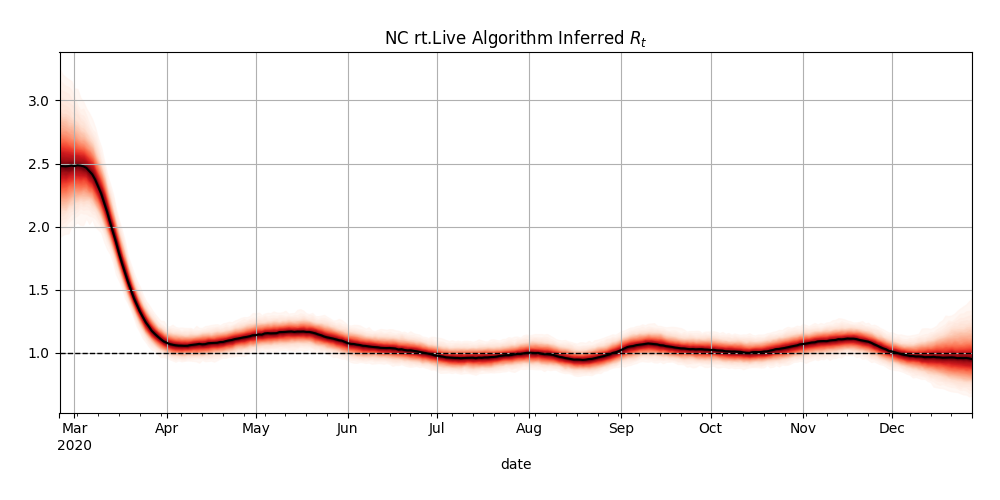 NC rt.Live Algorithm Inferred $R_t$
3.0
2.5
2.0
1.5
1.0
Mar Apr May Jun Jul Aug Sep Oct Nov Dec
2020
date